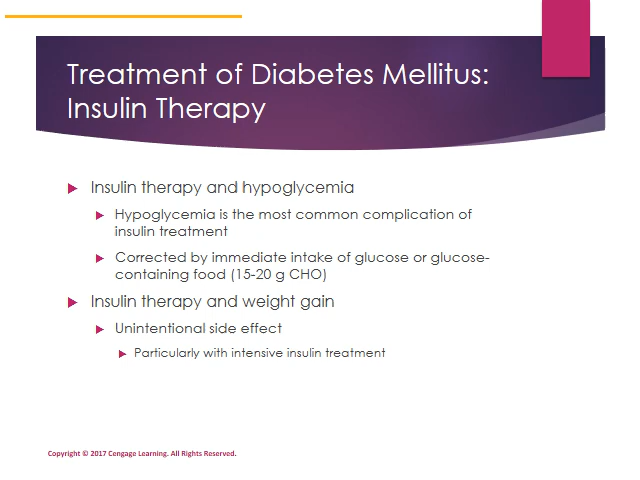 Treatment of Diabetes Mellitus:
Insulin Therapy
Insulin therapy and hypoglycemia
Hypoglycemia is the most common complication of
insulin treatment
Corrected by immediate intake of glucose or glucose-
containing food (15-20 g CHO)
Insulin therapy and weight gain
Unintentional side effect
Particularly with intensive insulin treatment
Copyright © 2017 Cengage Learning. All Rights Reserved.